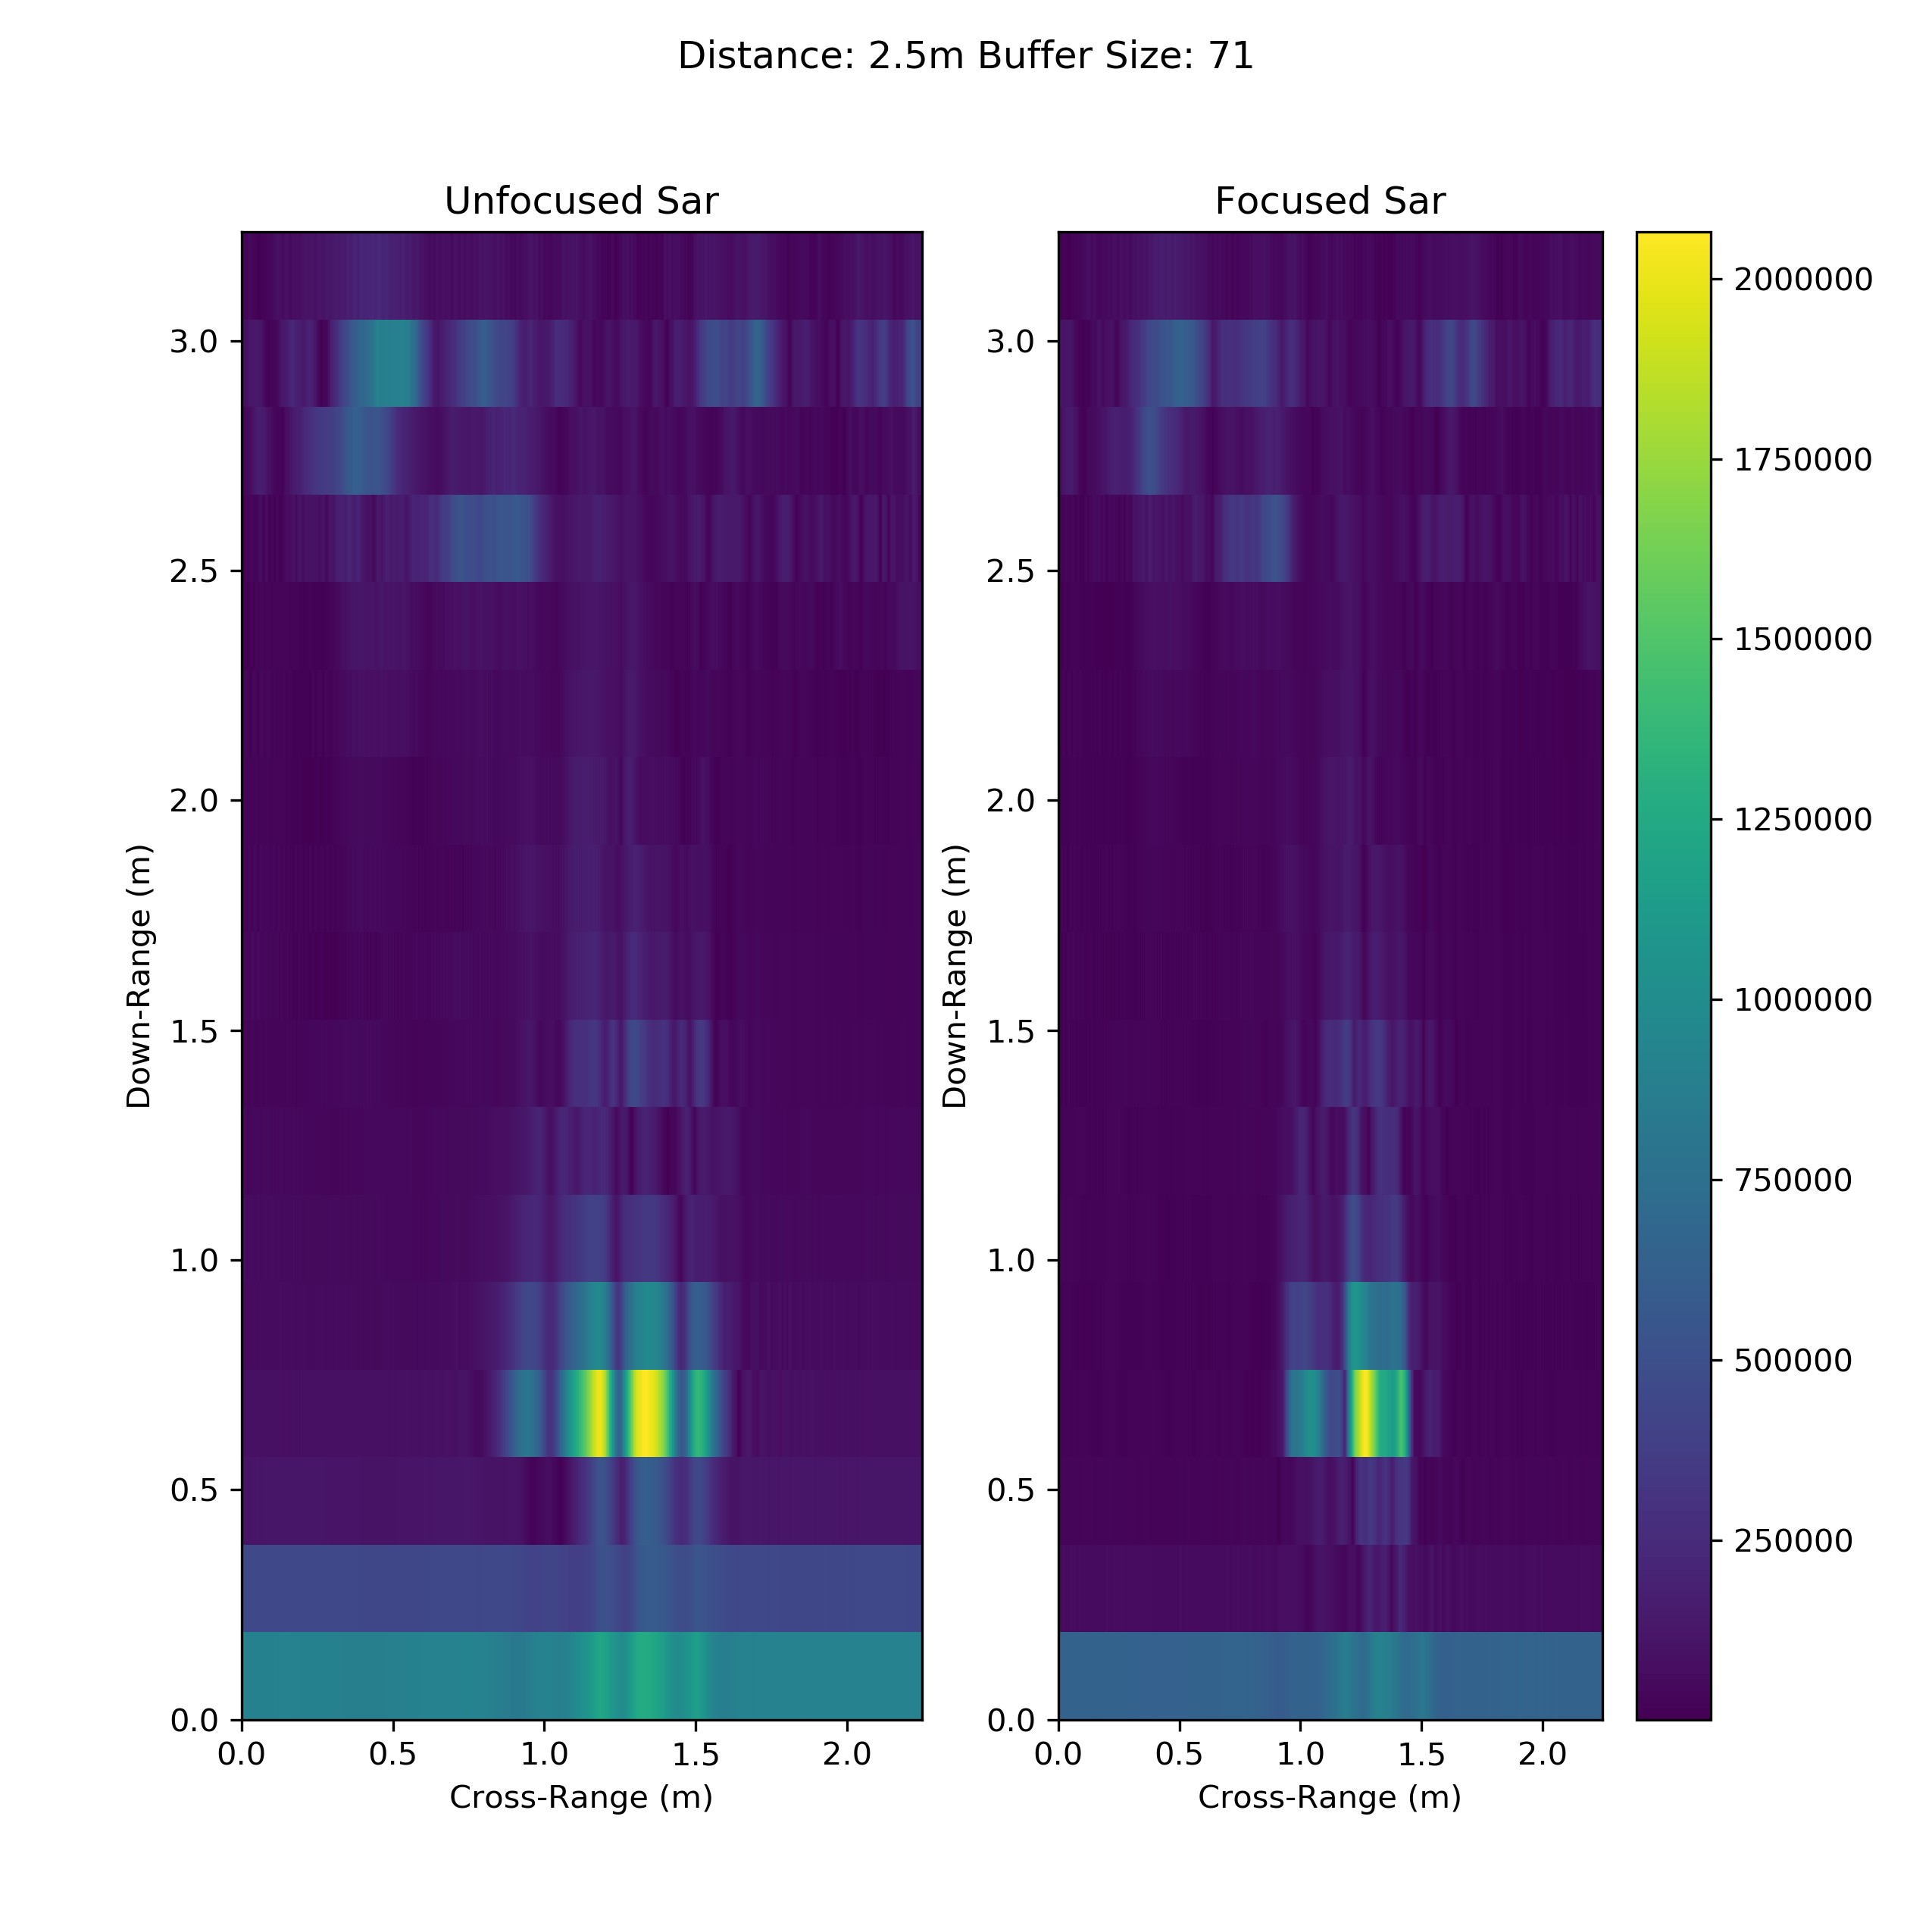 Distance: 2.5m Buffer Size: 71
Unfocused Sar
3.0
2.5
2.0
1.5
1.0
0.5
0.0
Down-Range (m)
0.0 0.5 1.0 1.5 2.0
Cross-Range (m)
Focused Sar
3.0
2.5
2.0
1.5
1.0
0.5
0.0
Down-Range (m)
0.0 0.5 1.0 1.5 2.0
Cross-Range (m)
2000000
1750000
1500000
1250000
1000000
750000
500000
250000